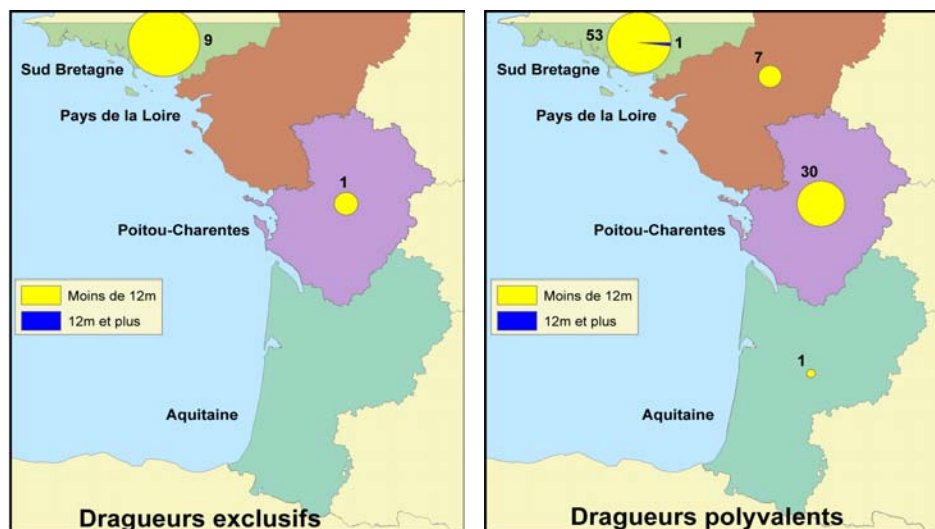 9
Sud Bretagne
Pays de la Loire
1
Poitou-Charentes
Moins de 12m
12m et plus
Aquitaine
Dragueurs exclusifs
53
1
Sud Bretagne
7
Pays de la Loire
30
Poitou-Charentes
Moins de 12m
12m et plus
1
Aquitaine
Dragueurs polyvalents